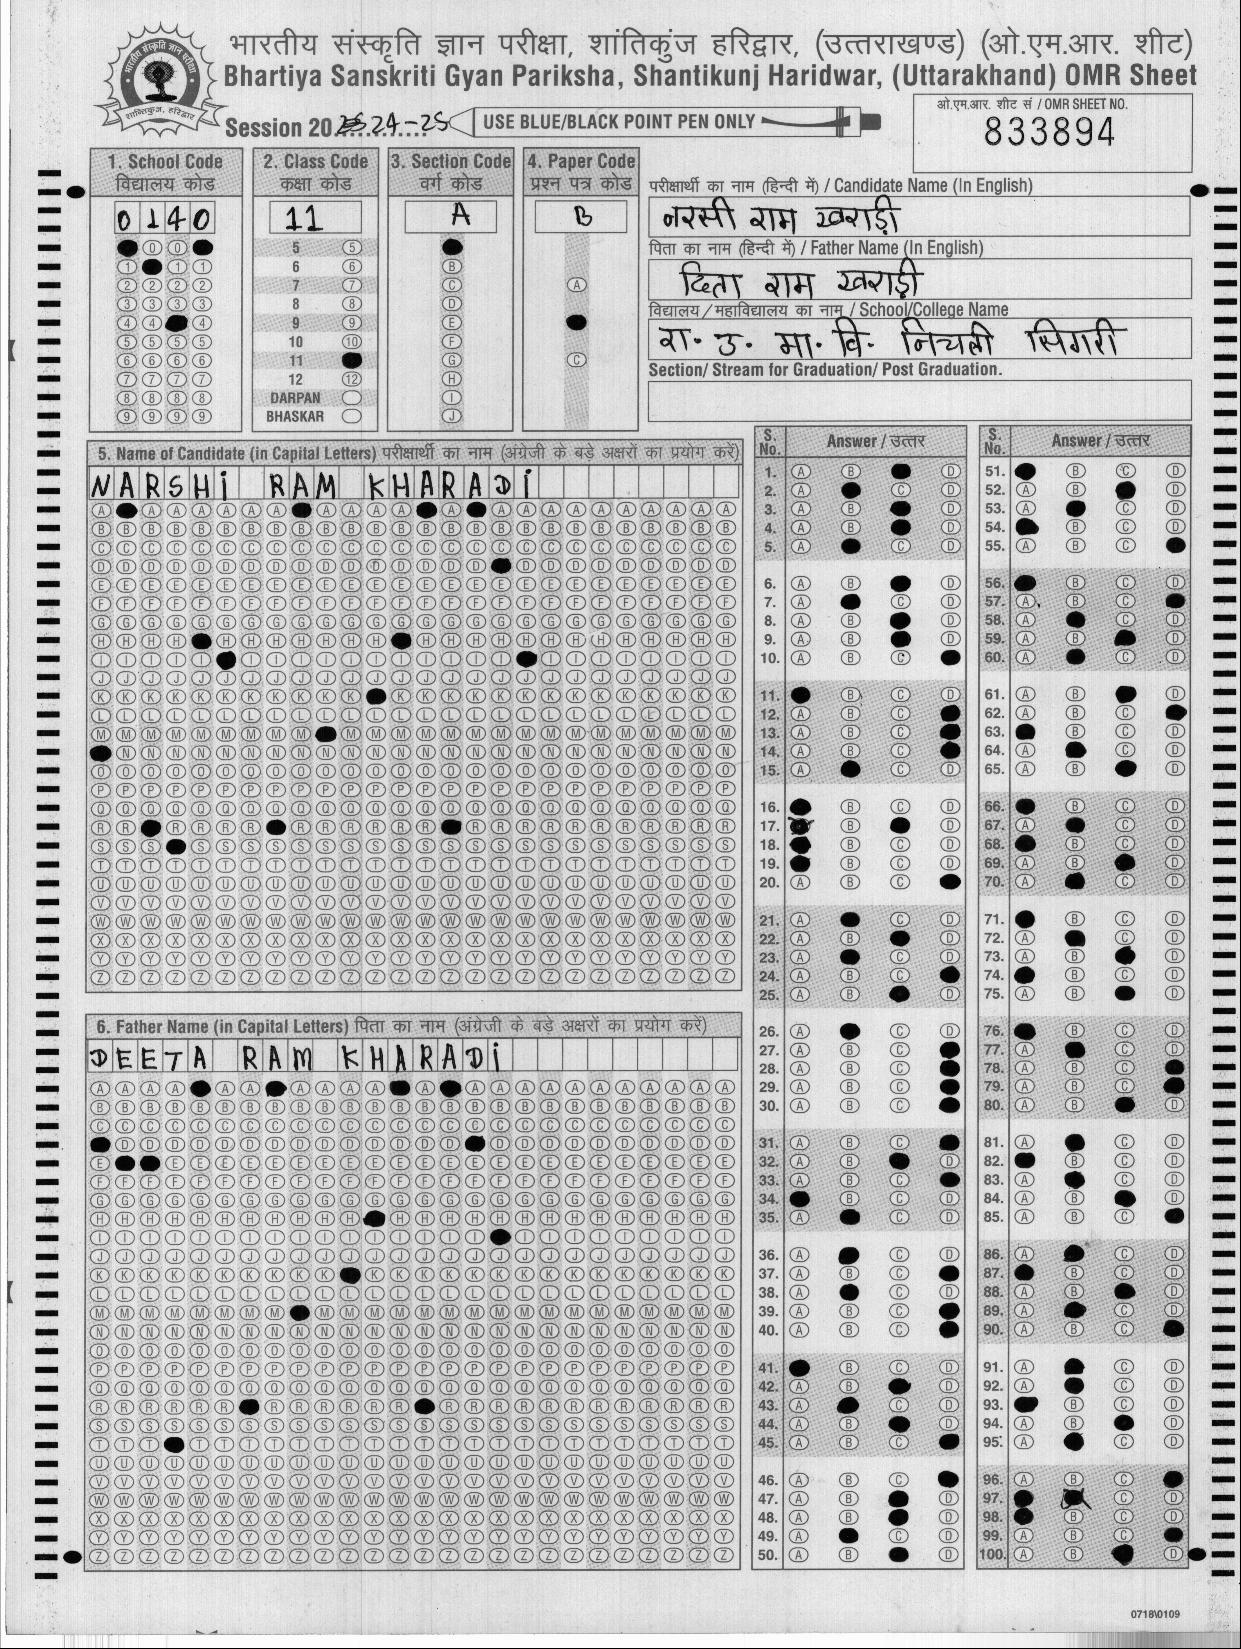 भारतीय संस्कृति ज्ञान परीक्षा, शांतिकुंज हरिद्वार, (उत्तराखण्ड) (ओ.एम.आर. शीट)
Bhartiya Sanskriti Gyan Pariksha, Shantikunj Haridwar, (Uttarakhand) OMR Sheet
Session 20 24-25
USE BLUE/BLACK POINT PEN ONLY
ओ.एम.आर. शीट सं / OMR SHEET NO.
833894
1. School Code
विद्यालय कोड
0140
2. Class Code
कक्षा कोड
11
3. Section Code
वर्ग कोड
A
4. Paper Code
प्रश्न पत्र कोड
B
परीक्षार्थी का नाम (हिन्दी में) / Candidate Name (In English)
नरसी राम खराड़ी
पिता का नाम (हिन्दी में) / Father Name (In English)
दिता राम खराड़ी
विद्यालय / महाविद्यालय का नाम / School/College Name
रा. उ. मा. वि. निचली सिगरी
Section/ Stream for Graduation/ Post Graduation.
5
6
7
8
9
10
11
12
DARPAN
BHASKAR
5. Name of Candidate (in Capital Letters) परीक्षार्थी का नाम (अंग्रेजी के बड़े अक्षरों का प्रयोग करें)
NARSHi RAM KHARADi
6. Father Name (in Capital Letters) पिता का नाम (अंग्रेजी के बड़े अक्षरों का प्रयोग करें)
DEETA RAM KHARADi
S. No. Answer / उत्तर
S. No. Answer / उत्तर
0718\0109